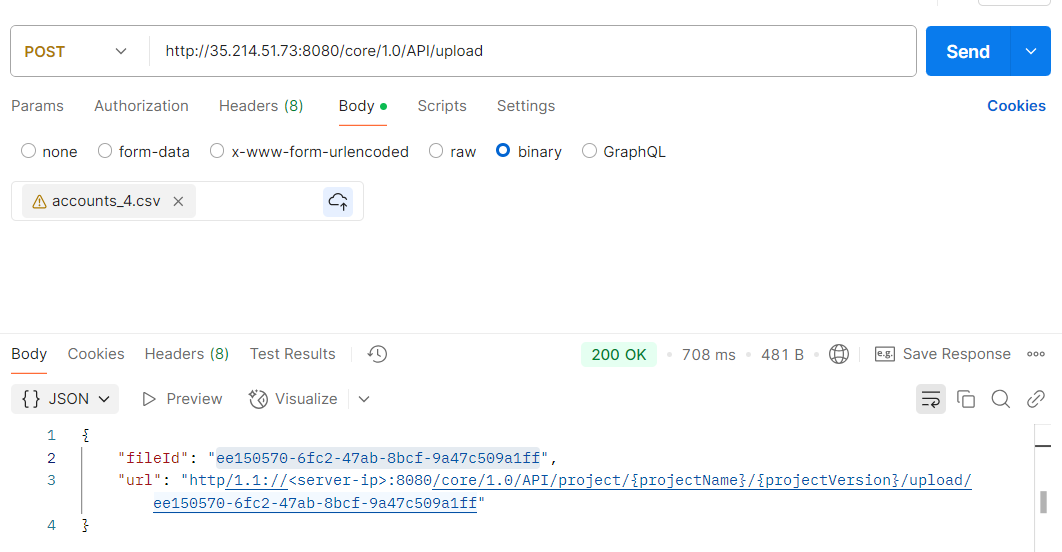 POST http://35.214.51.73:8080/core/1.0/API/upload Send
Params Authorization Headers (8) Body Scripts Settings Cookies
none form-data x-www-form-urlencoded raw binary GraphQL
accounts_4.csv
Body Cookies Headers (8) Test Results 200 OK 708 ms 481 B e.g. Save Response
{} JSON Preview Visualize
1 {
2 "fileId": "ee150570-6fc2-47ab-8bcf-9a47c509a1ff",
3 "url": "http/1.1://<server-ip>:8080/core/1.0/API/project/{projectName}/{projectVersion}/upload/
ee150570-6fc2-47ab-8bcf-9a47c509a1ff"
4 }